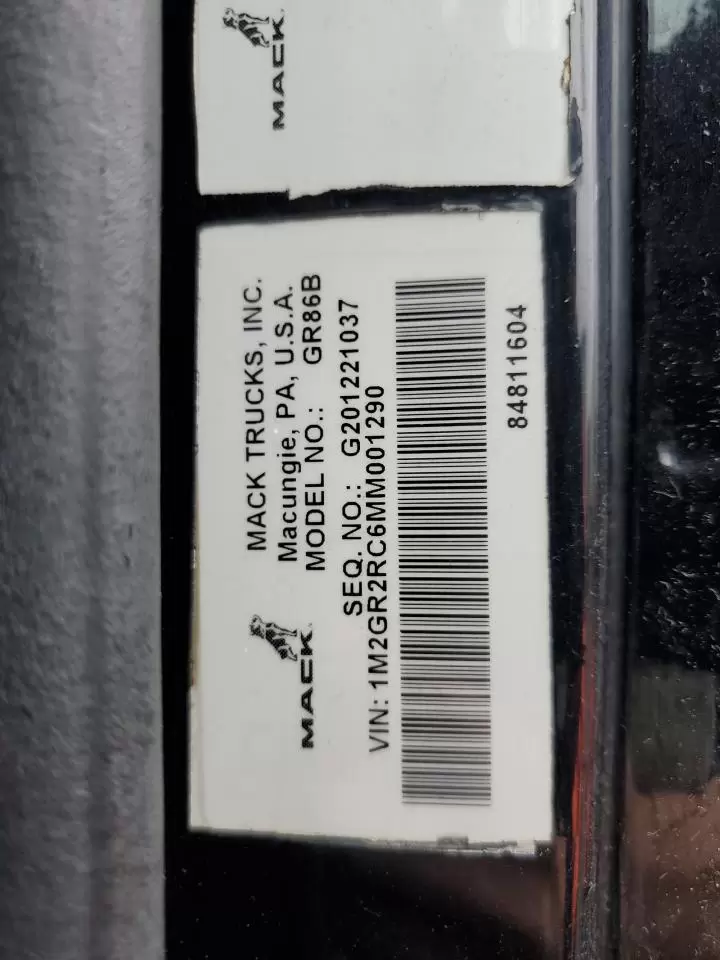 MACK
MACK TRUCKS, INC.
Macungie, PA, U.S.A.
MODEL NO.: GR86B
MACK
SEQ. NO.: G201221037
VIN: 1M2GR2RC6MM001290
84811604